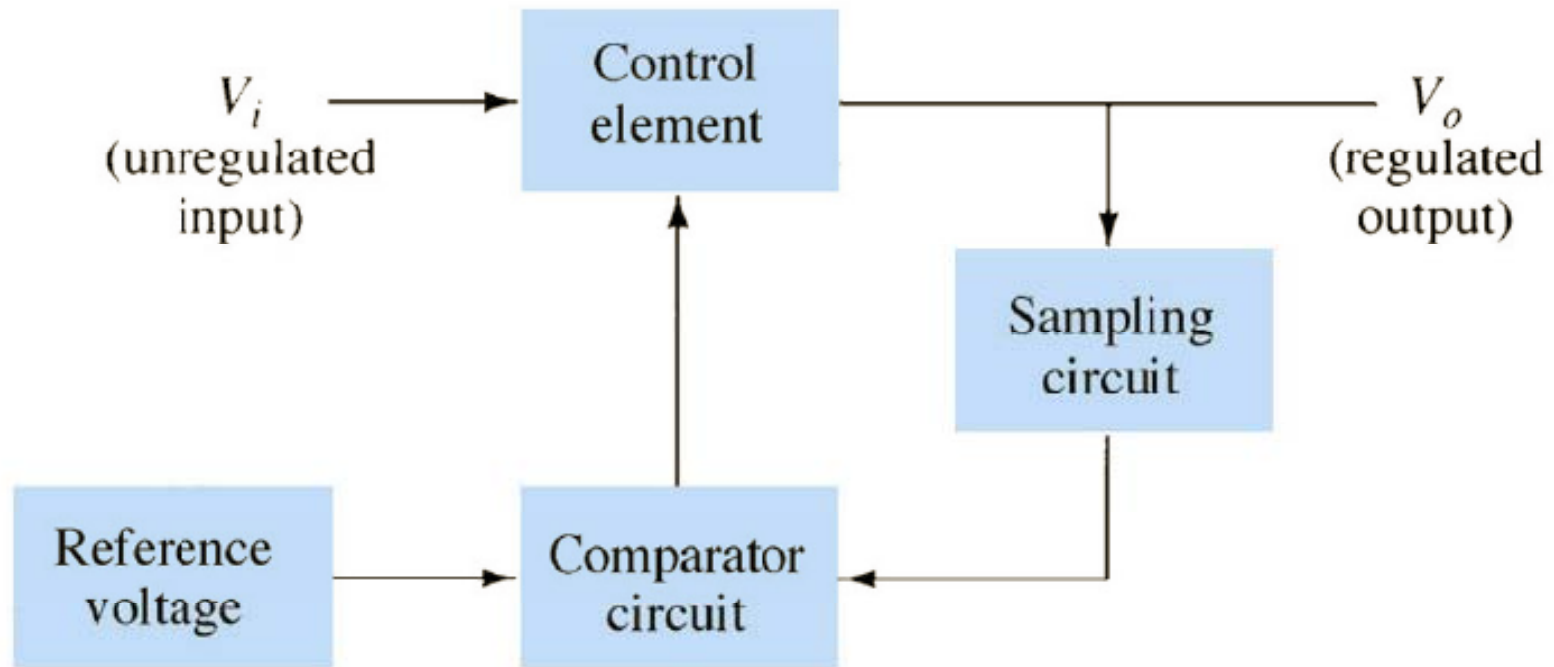 Control
element
V_i
(unregulated
input)
V_o
(regulated
output)
Sampling
circuit
Reference
voltage
Comparator
circuit